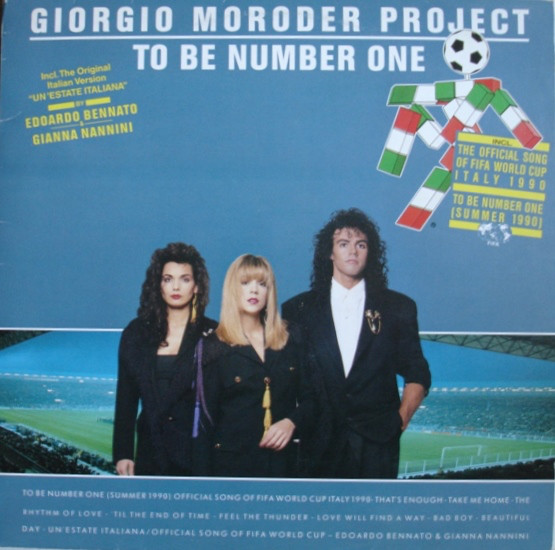 GIORGIO MORODER PROJECT
TO BE NUMBER ONE
Incl. The Original
Italian Version
"UN'ESTATE ITALIANA"
BY
EDOARDO BENNATO
&
GIANNA NANNINI
INCL.
THE OFFICIAL SONG
OF FIFA WORLD CUP
ITALY 1990
TO BE NUMBER ONE
(SUMMER 1990)
FIFA
®
TO BE NUMBER ONE (SUMMER 1990) OFFICIAL SONG OF FIFA WORLD CUP ITALY 1990 - THAT'S ENOUGH - TAKE ME HOME - THE
RHYTHM OF LOVE - 'TIL THE END OF TIME - FEEL THE THUNDER - LOVE WILL FIND A WAY - BAD BOY - BEAUTIFUL
DAY - UN'ESTATE ITALIANA/OFFICIAL SONG OF FIFA WORLD CUP - EDOARDO BENNATO & GIANNA NANNINI